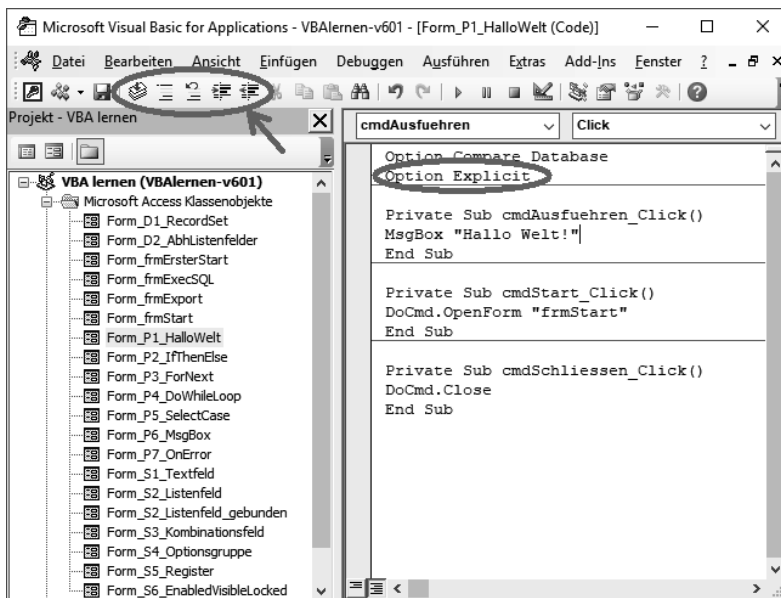 Microsoft Visual Basic for Applications - VBAlernen-v601 - [Form_P1_HalloWelt (Code)]
Datei Bearbeiten Ansicht Einfügen Debuggen Ausführen Extras Add-Ins Fenster ?
Projekt - VBA lernen
VBA lernen (VBAlernen-v601)
Microsoft Access Klassenobjekte
Form_D1_RecordSet
Form_D2_AbhListenfelder
Form_frmErsterStart
Form_frmExecSQL
Form_frmExport
Form_frmStart
Form_P1_HalloWelt
Form_P2_IfThenElse
Form_P3_ForNext
Form_P4_DoWhileLoop
Form_P5_SelectCase
Form_P6_MsgBox
Form_P7_OnError
Form_S1_Textfeld
Form_S2_Listenfeld
Form_S2_Listenfeld_gebunden
Form_S3_Kombinationsfeld
Form_S4_Optionsgruppe
Form_S5_Register
Form_S6_EnabledVisibleLocked
cmdAusfuehren
Click
Option Compare Database
Option Explicit
Private Sub cmdAusfuehren_Click()
MsgBox "Hallo Welt!"
End Sub
Private Sub cmdStart_Click()
DoCmd.OpenForm "frmStart"
End Sub
Private Sub cmdSchliessen_Click()
DoCmd.Close
End Sub